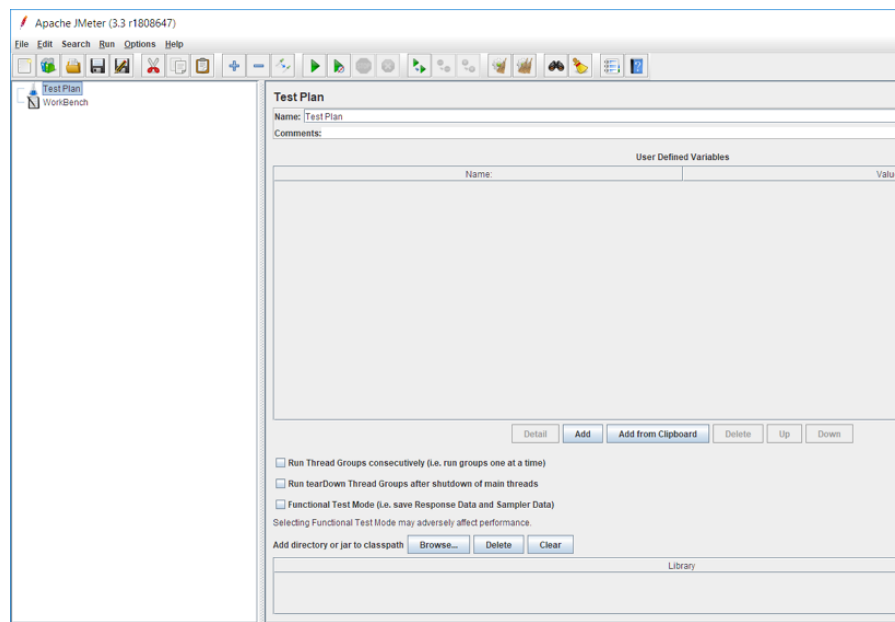 Apache JMeter (3.3 r1808647)
File Edit Search Run Options Help
Test Plan
WorkBench
Test Plan
Name: Test Plan
Comments:
User Defined Variables
Name: Valu
Detail Add Add from Clipboard Delete Up Down
Run Thread Groups consecutively (i.e. run groups one at a time)
Run tearDown Thread Groups after shutdown of main threads
Functional Test Mode (i.e. save Response Data and Sampler Data)
Selecting Functional Test Mode may adversely affect performance.
Add directory or jar to classpath Browse... Delete Clear
Library